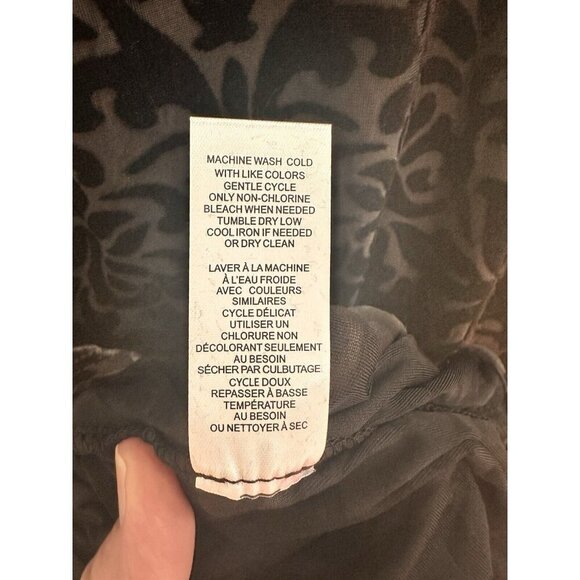 MACHINE WASH COLD
WITH LIKE COLORS
GENTLE CYCLE
ONLY NON-CHLORINE
BLEACH WHEN NEEDED
TUMBLE DRY LOW
COOL IRON IF NEEDED
OR DRY CLEAN
LAVER À LA MACHINE
À L'EAU FROIDE
AVEC COULEURS
SIMILAIRES
CYCLE DÉLICAT
UTILISER UN
CHLORURE NON
DÉCOLORANT SEULEMENT
AU BESOIN
SÉCHER PAR CULBUTAGE
CYCLE DOUX
REPASSER À BASSE
TEMPÉRATURE
AU BESOIN
OU NETTOYER À SEC